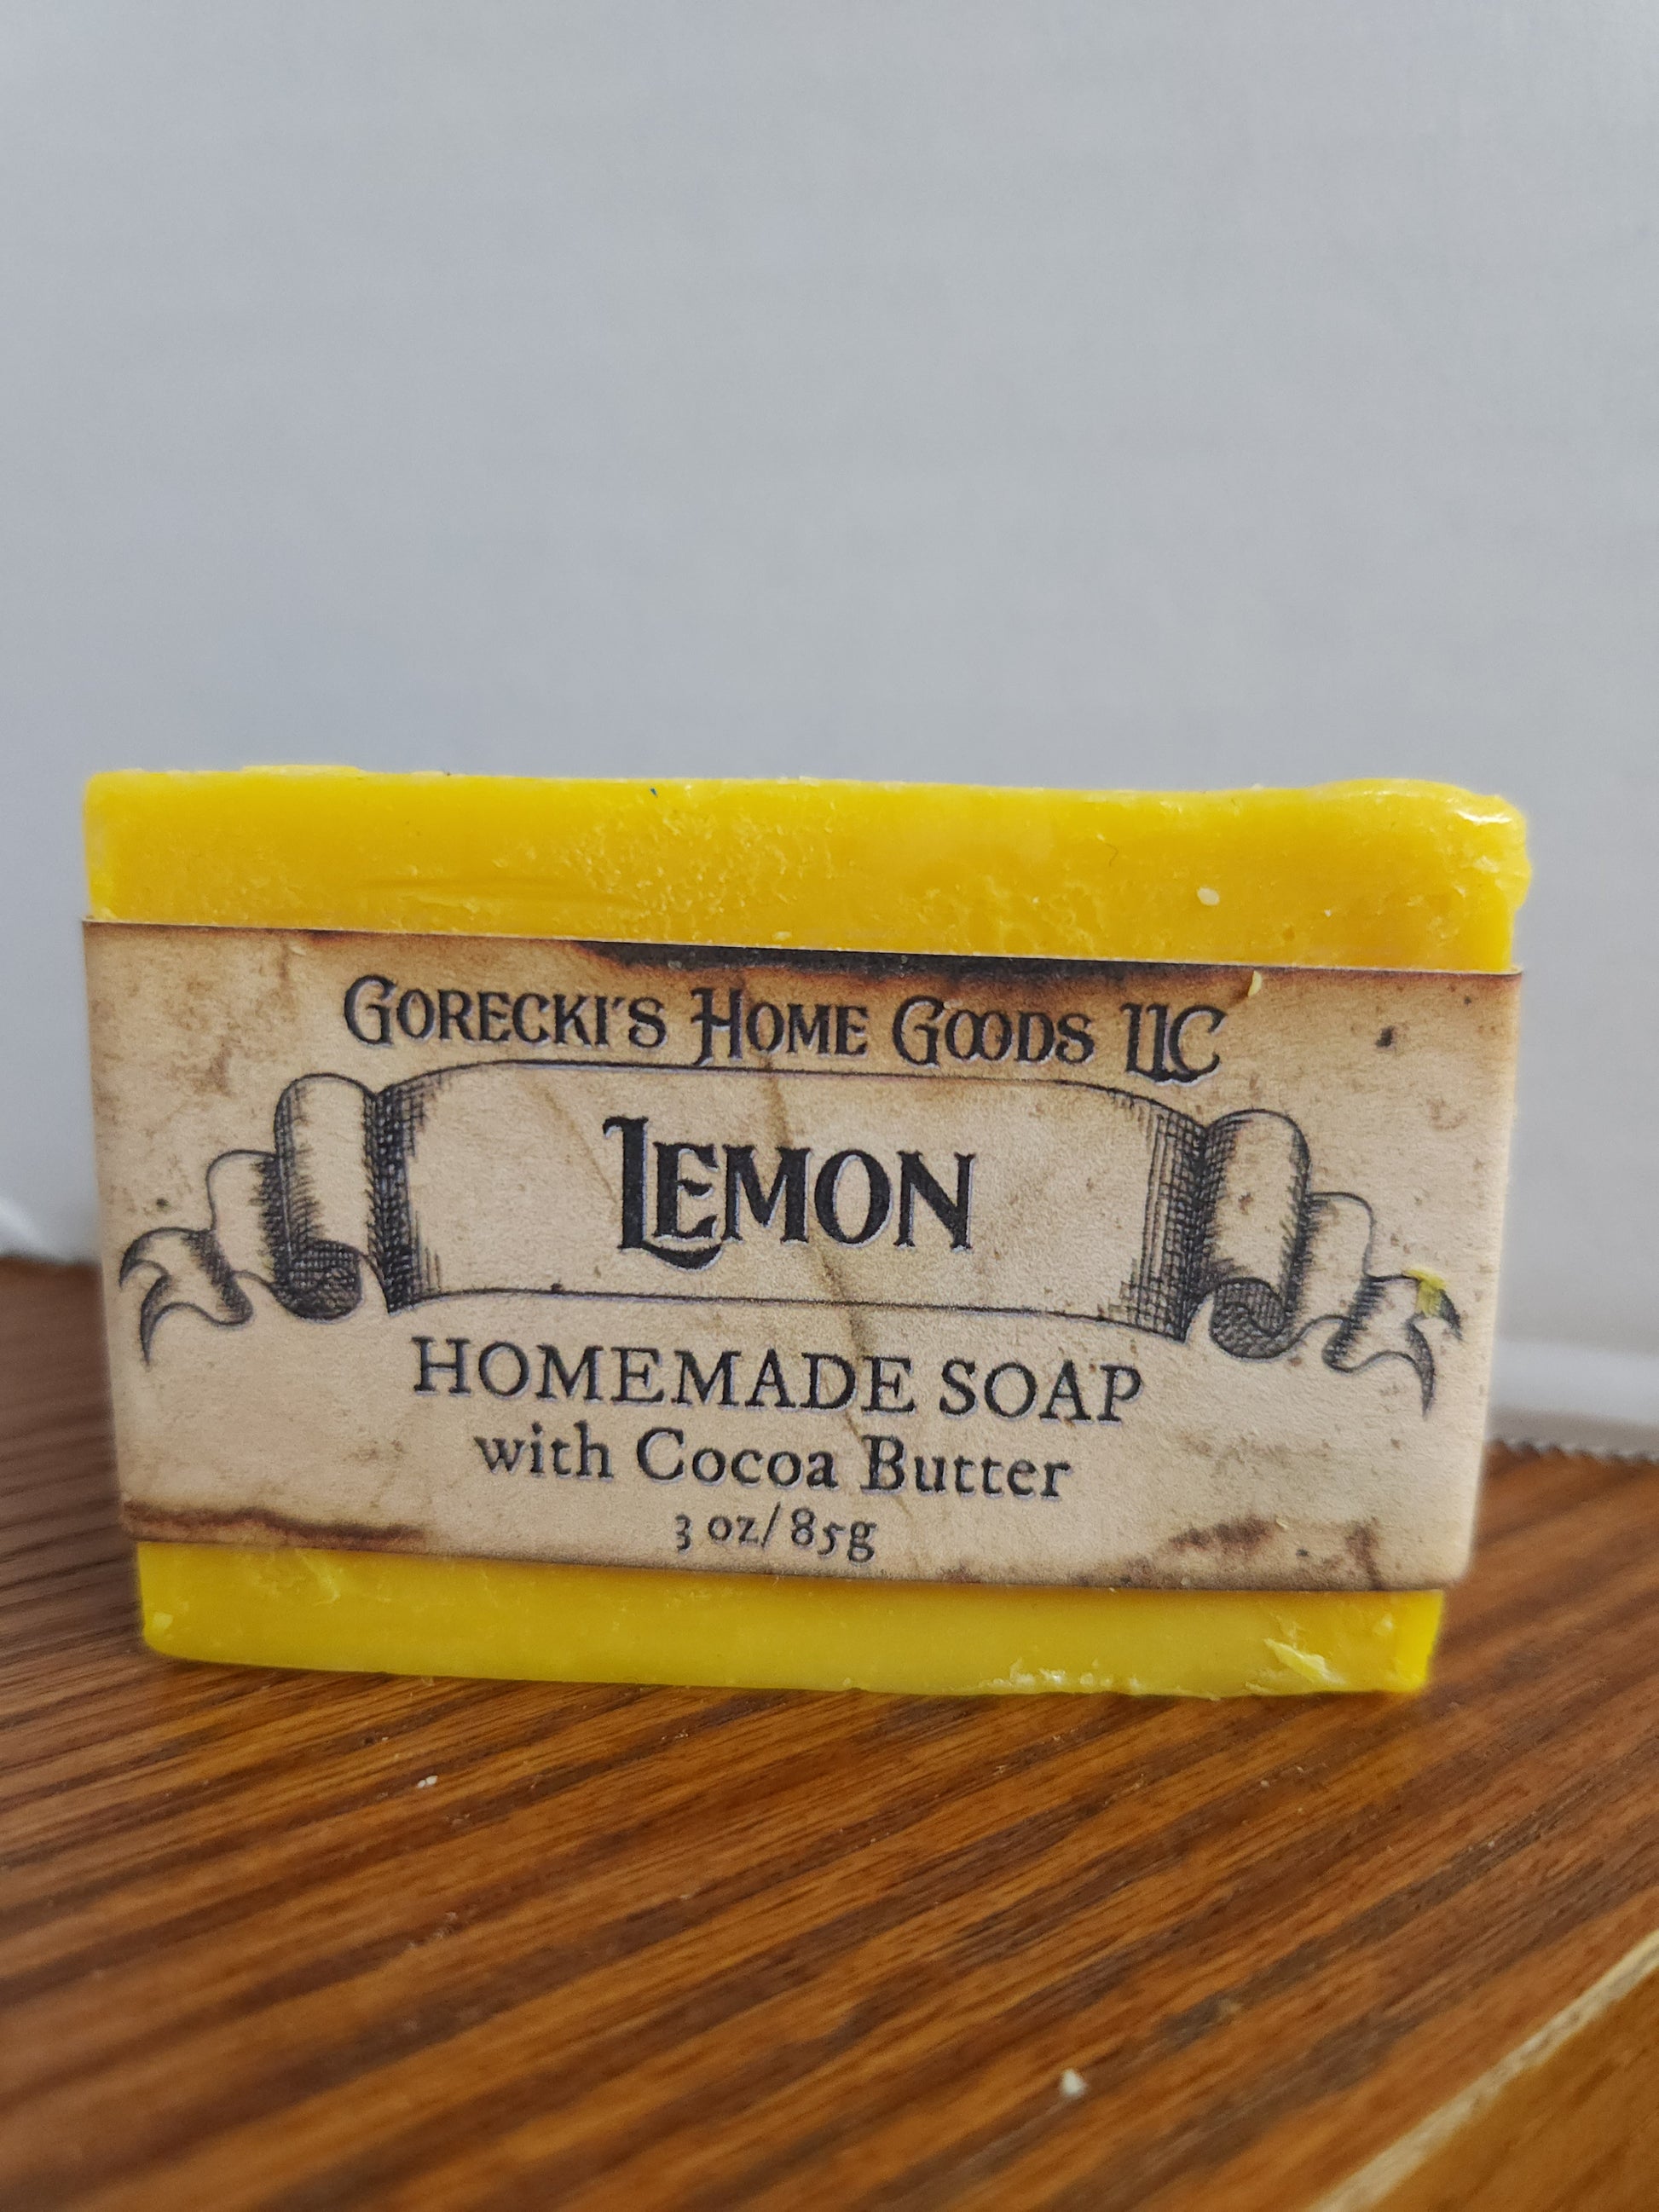 GORECKI'S HOME GOODS LLC
LEMON
HOMEMADE SOAP
with Cocoa Butter
3 oz/85g